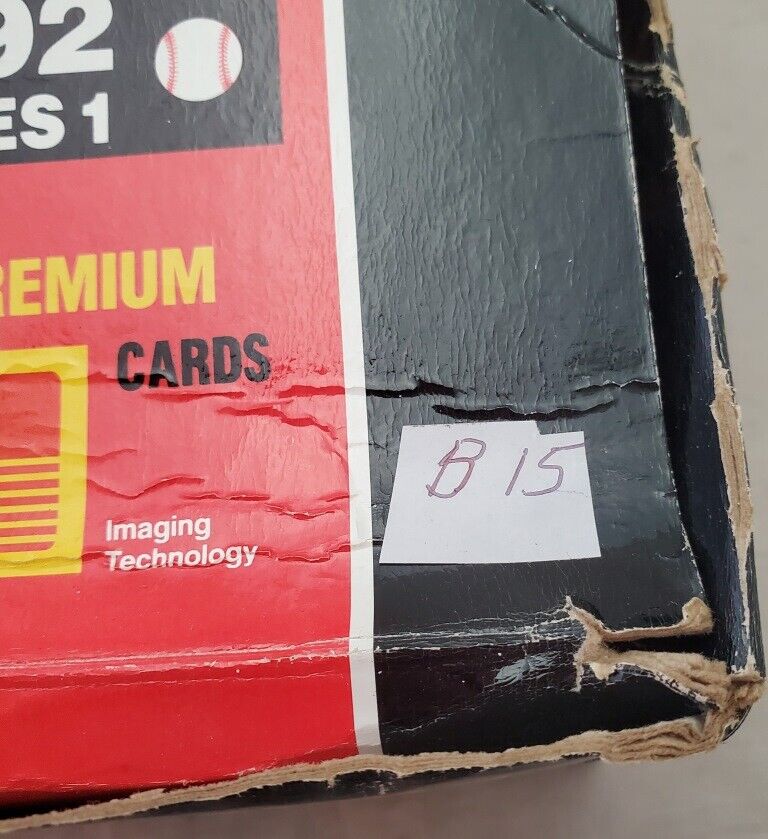 92
ES 1
REMIUM
CARDS
B 15
Imaging
Technology